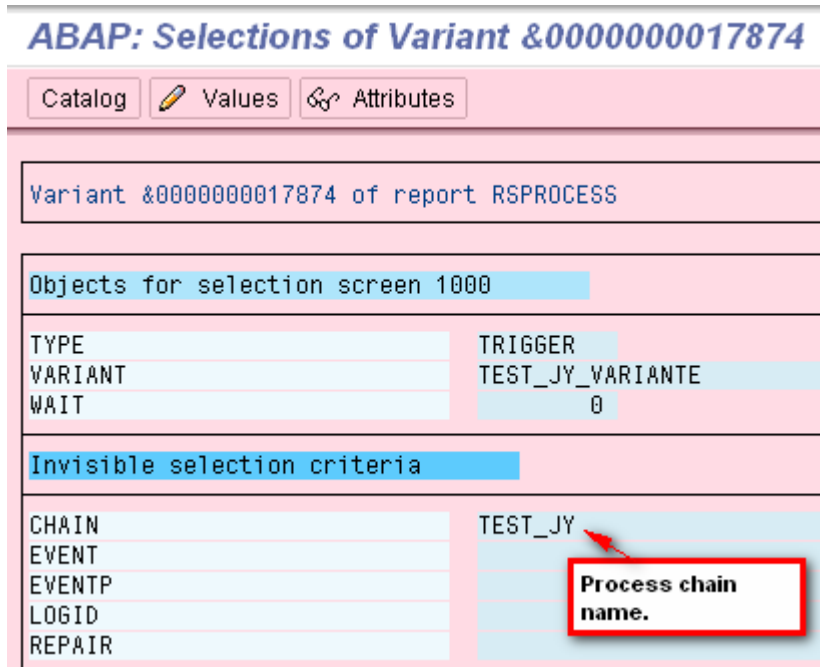 ABAP: Selections of Variant &0000000017874
Catalog Values Attributes
Variant &0000000017874 of report RSPROCESS
Objects for selection screen 1000
TYPE TRIGGER
VARIANT TEST_JY_VARIANTE
WAIT 0
Invisible selection criteria
CHAIN TEST_JY
EVENT
EVENTP
LOGID
REPAIR
Process chain
name.